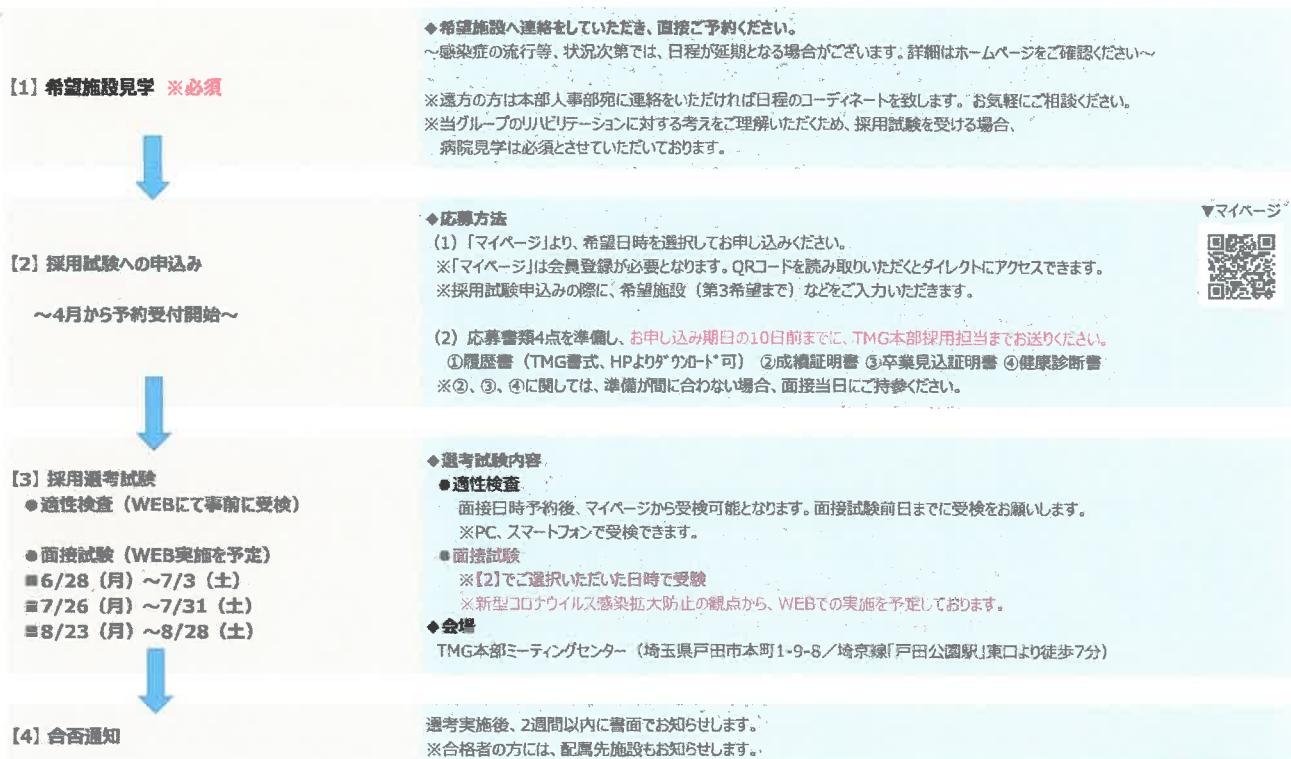 【1】希望施設見学 ※必須
◆希望施設へ連絡をしていただき、直接ご予約ください。
～感染症の流行等、状況次第では、日程が延期となる場合がございます。詳細はホームページをご確認ください～
※遠方の方は本部人事部宛に連絡をいただければ日程のコーディネートを致します。お気軽にご相談ください。
※当グループのリハビリテーションに対する考えをご理解いただくため、採用試験を受ける場合、
病院見学は必須とさせていただいております。
【2】採用試験への申込み
～4月から予約受付開始～
◆応募方法
▼マイページ
(1)「マイページ」より、希望日時を選択してお申し込みください。
※「マイページ」は会員登録が必要となります。QRコードを読み取りいただくとダイレクトにアクセスできます。
※採用試験申込みの際に、希望施設（第3希望まで）などをご入力いただきます。
(2) 応募書類4点を準備し、お申し込み期日の10日前までに、TMG本部採用担当までお送りください。
①履歴書（TMG書式、HPよりﾀﾞｳﾝﾛｰﾄﾞ可） ②成績証明書 ③卒業見込証明書 ④健康診断書
※②、③、④に関しては、準備が間に合わない場合、面接当日にご持参ください。
【3】採用選考試験
●適性検査（WEBにて事前に受検）
●面接試験（WEB実施を予定）
■6/28（月）～7/3（土）
■7/26（月）～7/31（土）
■8/23（月）～8/28（土）
◆選考試験内容
●適性検査
面接日時予約後、マイページから受検可能となります。面接試験前日までに受検をお願いします。
※PC、スマートフォンで受検できます。
●面接試験
※【2】でご選択いただいた日時で受験
※新型コロナウイルス感染拡大防止の観点から、WEBでの実施を予定しております。
◆会場
TMG本部ミーティングセンター（埼玉県戸田市本町1-9-8／埼京線「戸田公園駅」東口より徒歩7分）
【4】合否通知
選考実施後、2週間以内に書面でお知らせします。
※合格者の方には、配属先施設もお知らせします。